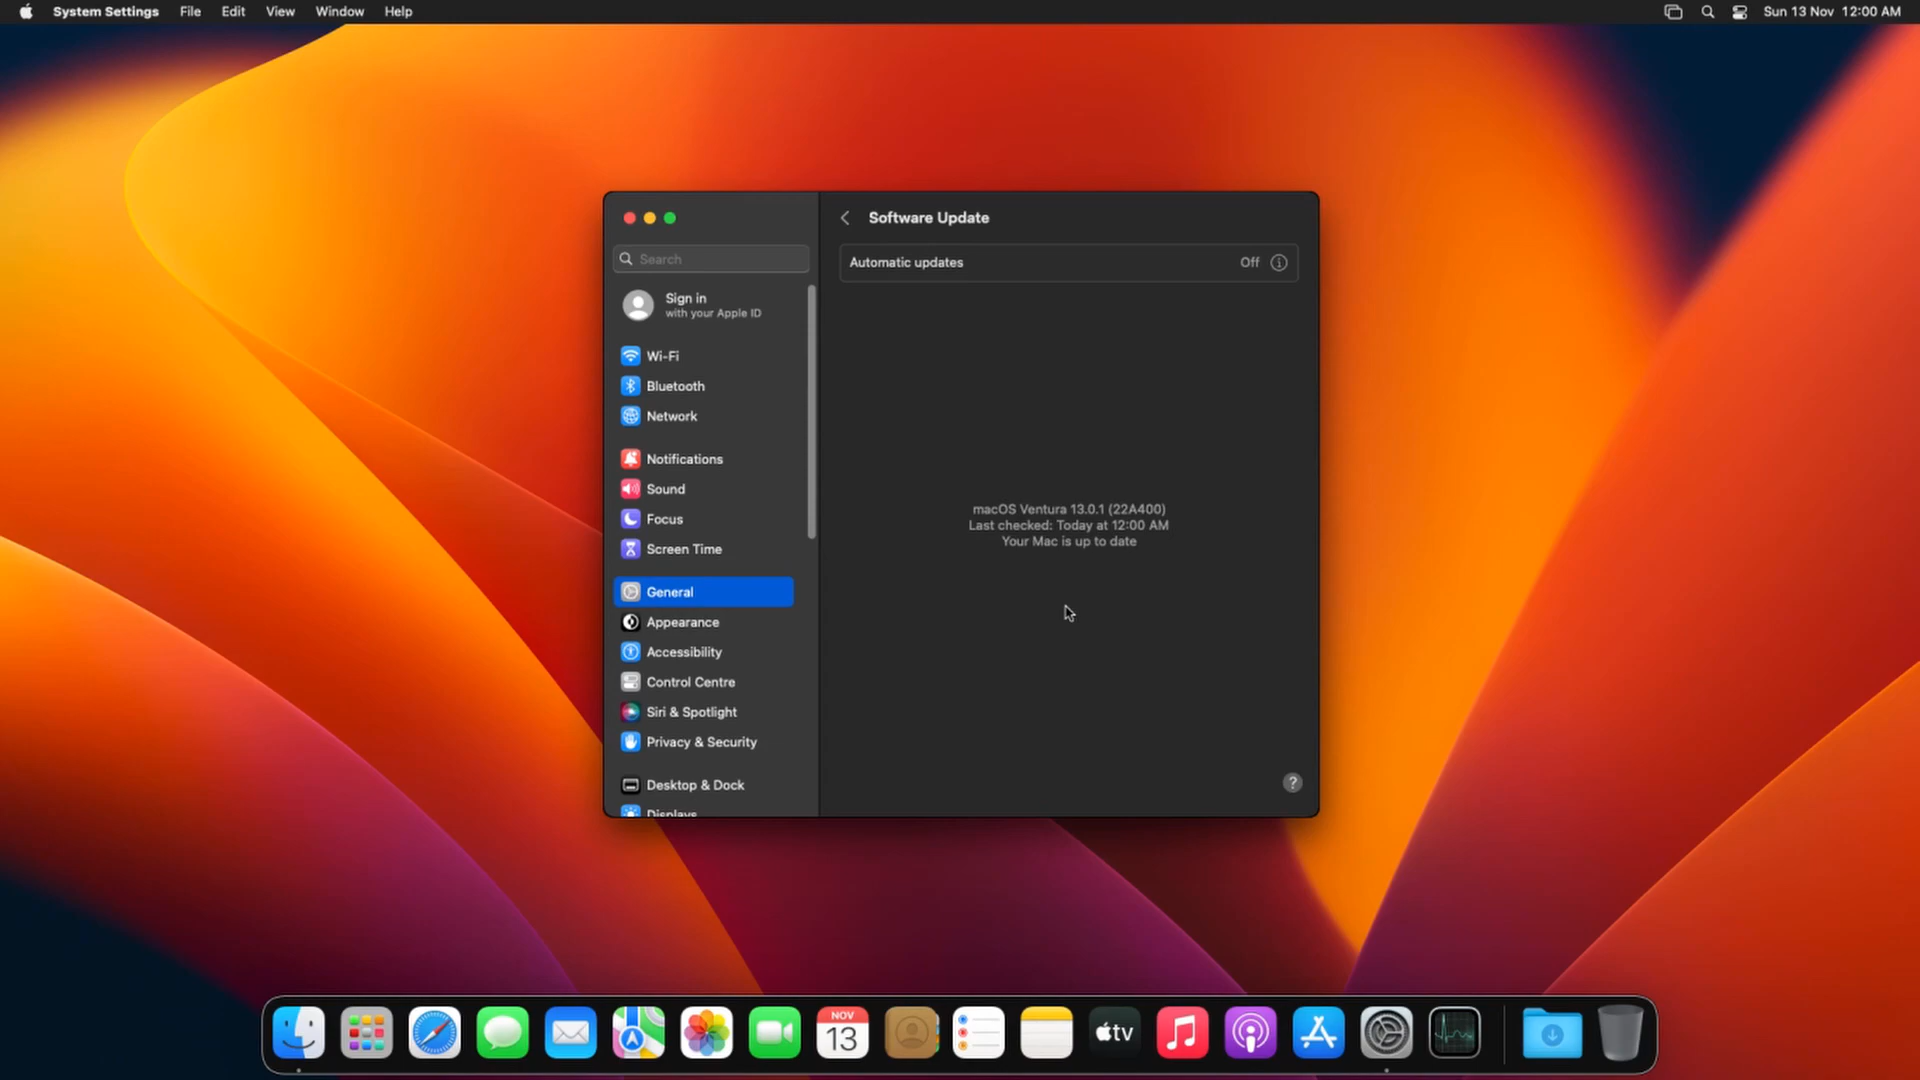 System Settings File Edit View Window Help Sun 13 Nov 12:00 AM
Software Update
Search
Automatic updates Off
Sign in
with your Apple ID
Wi-Fi
Bluetooth
Network
Notifications
Sound
Focus
Screen Time
General
Appearance
Accessibility
Control Centre
Siri & Spotlight
Privacy & Security
Desktop & Dock
Displays
macOS Ventura 13.0.1 (22A400)
Last checked: Today at 12:00 AM
Your Mac is up to date
?
NOV
13
tv